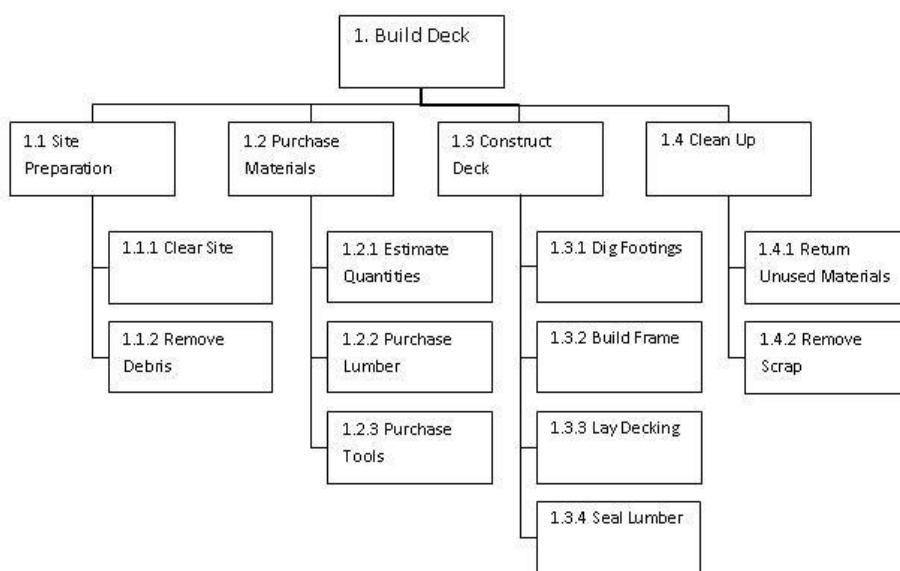 1. Build Deck
1.1 Site
Preparation
1.2 Purchase
Materials
1.3 Construct
Deck
1.4 Clean Up
1.1.1 Clear Site
1.1.2 Remove
Debris
1.2.1 Estimate
Quantities
1.2.2 Purchase
Lumber
1.2.3 Purchase
Tools
1.3.1 Dig Footings
1.3.2 Build Frame
1.3.3 Lay Decking
1.3.4 Seal Lumber
1.4.1 Return
Unused Materials
1.4.2 Remove
Scrap